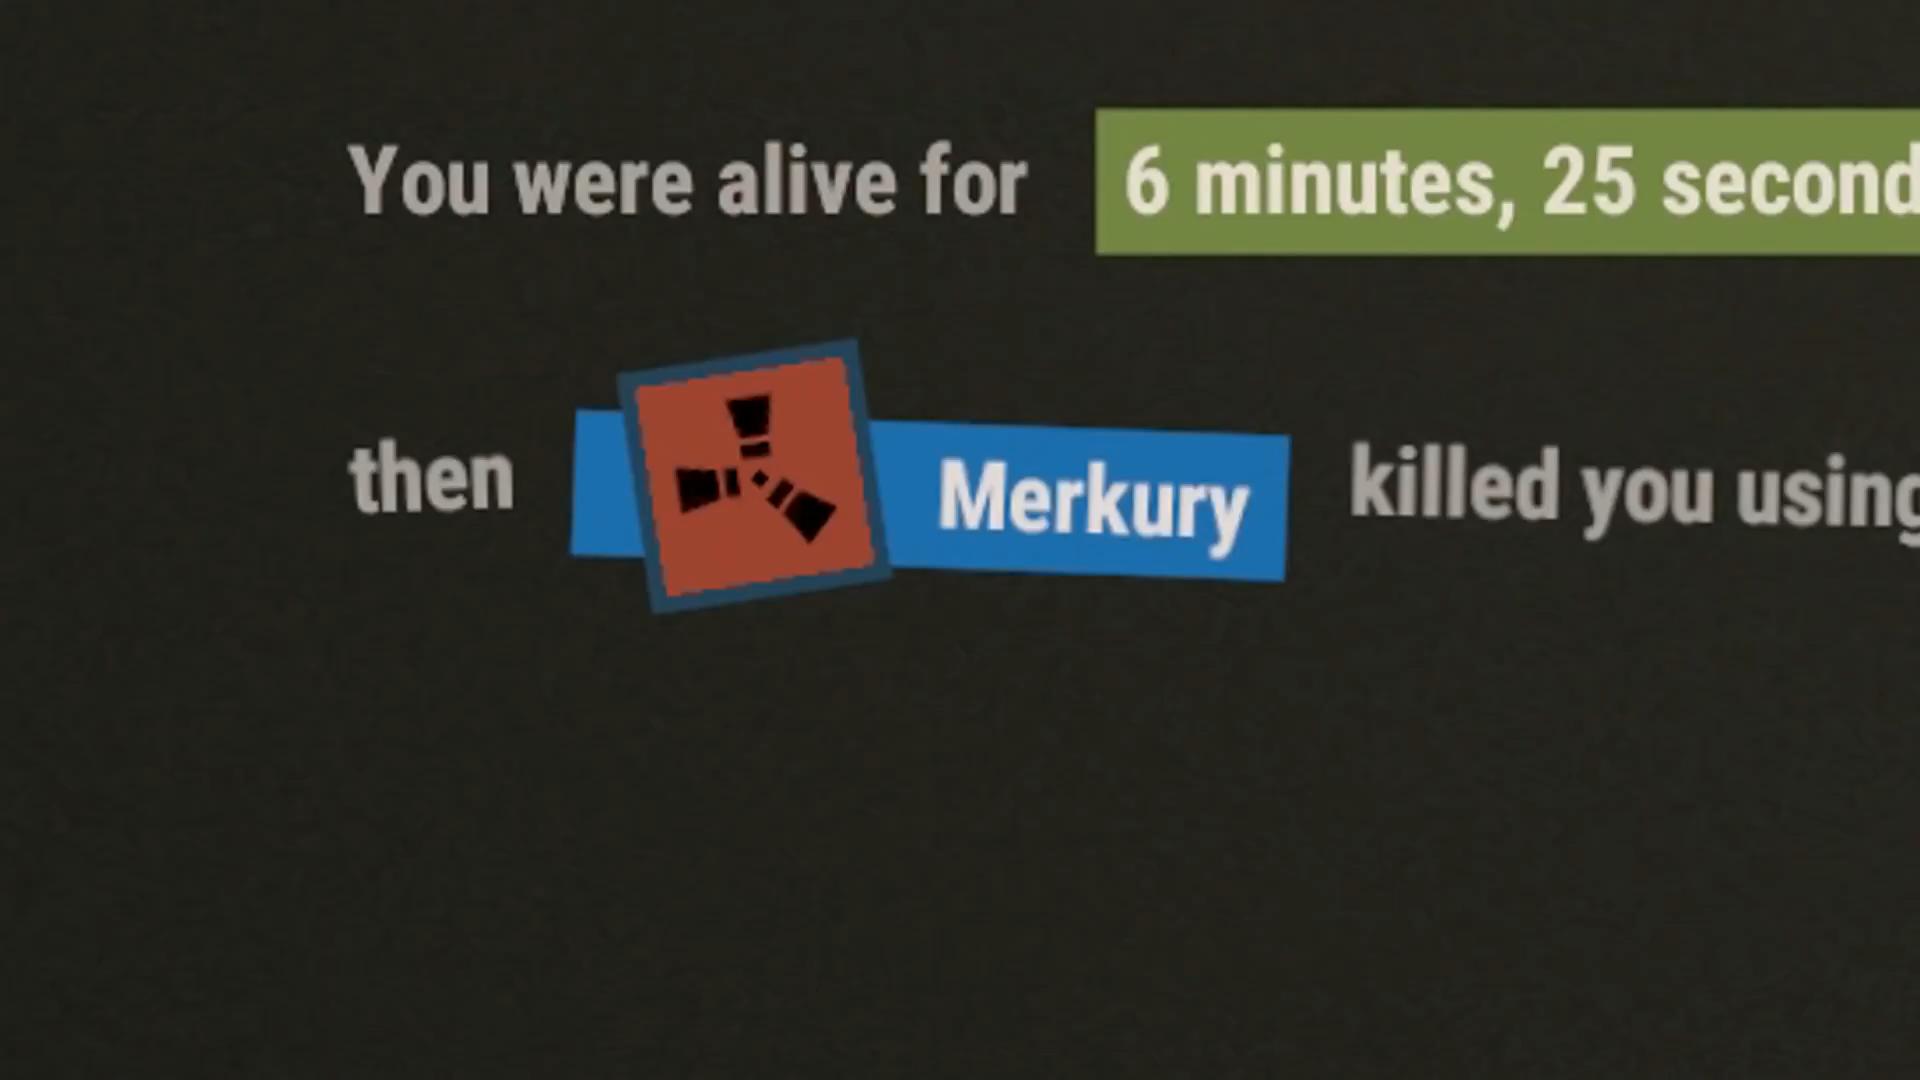 You were alive for 6 minutes, 25 second
then Merkury killed you using